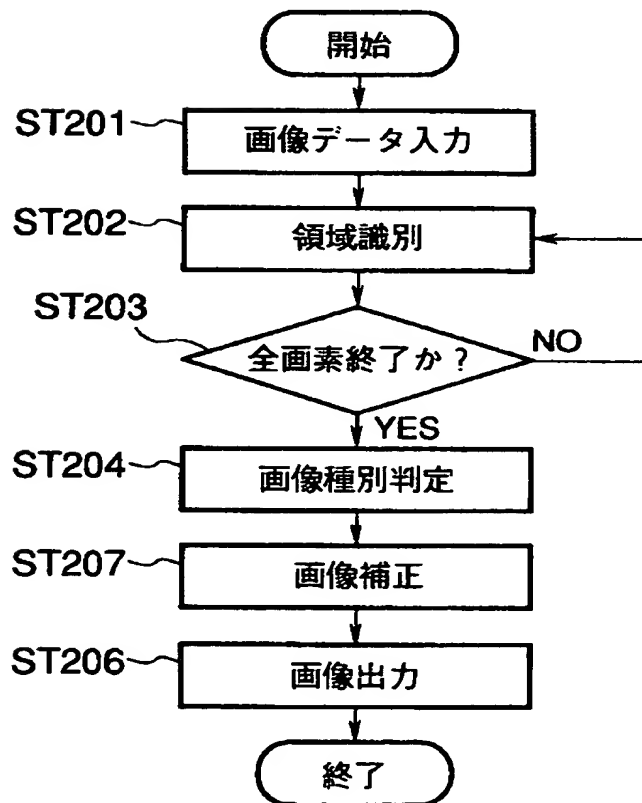 開始
ST201
画像データ入力
ST202
領域識別
ST203
全画素終了か?
NO
YES
ST204
画像種別判定
ST207
画像補正
ST206
画像出力
終了